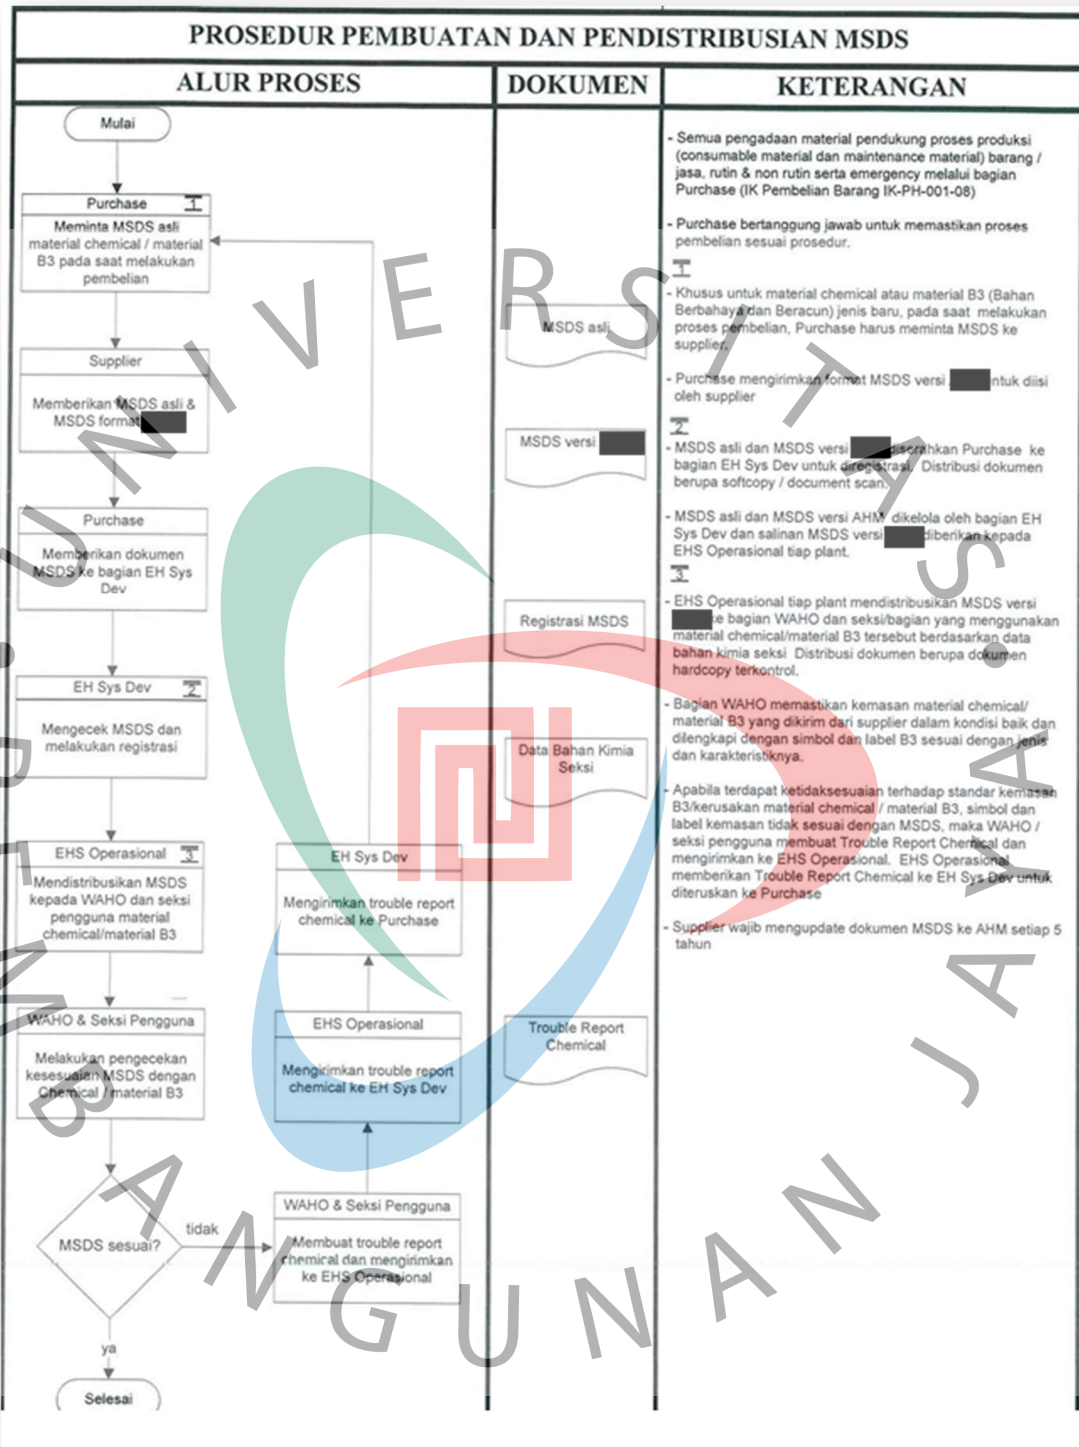 PROSEDUR PEMBUATAN DAN PENDISTRIBUSIAN MSDS
ALUR PROSES
DOKUMEN
KETERANGAN
Mulai
Purchase 1
Meminta MSDS asli
material chemical / material
B3 pada saat melakukan
pembelian
Supplier
Memberikan MSDS asli &
MSDS format
Purchase
Memberikan dokumen
MSDS ke bagian EH Sys
Dev
EH Sys Dev 2
Mengecek MSDS dan
melakukan registrasi
EHS Operasional 3
Mendistribusikan MSDS
kepada WAHO dan seksi
pengguna material
chemical/material B3
WAHO & Seksi Pengguna
Melakukan pengecekan
kesesuaian MSDS dengan
Chemical / material B3
MSDS sesuai?
tidak
ya
Selesai
EH Sys Dev
Mengirimkan trouble report
chemical ke Purchase
EHS Operasional
Mengirimkan trouble report
chemical ke EH Sys Dev
WAHO & Seksi Pengguna
Membuat trouble report
chemical dan mengirimkan
ke EHS Operasional
MSDS asli
MSDS versi
Registrasi MSDS
Data Bahan Kimia
Seksi
Trouble Report
Chemical
- Semua pengadaan material pendukung proses produksi
(consumable material dan maintenance material) barang /
jasa, rutin & non rutin serta emergency melalui bagian
Purchase (IK Pembelian Barang IK-PH-001-08)
- Purchase bertanggung jawab untuk memastikan proses
pembelian sesuai prosedur.
1
- Khusus untuk material chemical atau material B3 (Bahan
Berbahaya dan Beracun) jenis baru, pada saat melakukan
proses pembelian, Purchase harus meminta MSDS ke
supplier.
- Purchase mengirimkan format MSDS versi ntuk diisi
oleh supplier
2
- MSDS asli dan MSDS versi diserahkan Purchase ke
bagian EH Sys Dev untuk diregistrasi. Distribusi dokumen
berupa softcopy / document scan.
- MSDS asli dan MSDS versi AHM dikelola oleh bagian EH
Sys Dev dan salinan MSDS versi diberikan kepada
EHS Operasional tiap plant.
3
- EHS Operasional tiap plant mendistribusikan MSDS versi
ke bagian WAHO dan seksi/bagian yang menggunakan
material chemical/material B3 tersebut berdasarkan data
bahan kimia seksi Distribusi dokumen berupa dokumen
hardcopy terkontrol.
- Bagian WAHO memastikan kemasan material chemical/
material B3 yang dikirim dari supplier dalam kondisi baik dan
dilengkapi dengan simbol dan label B3 sesuai dengan jenis
dan karakteristiknya.
- Apabila terdapat ketidaksesuaian terhadap standar kemasan
B3/kerusakan material chemical / material B3, simbol dan
label kemasan tidak sesuai dengan MSDS, maka WAHO /
seksi pengguna membuat Trouble Report Chemical dan
mengirimkan ke EHS Operasional. EHS Operasional
memberikan Trouble Report Chemical ke EH Sys Dev untuk
diteruskan ke Purchase
- Supplier wajib mengupdate dokumen MSDS ke AHM setiap 5
tahun
UNIVERSITAS
PEMBANGUNAN JAYA